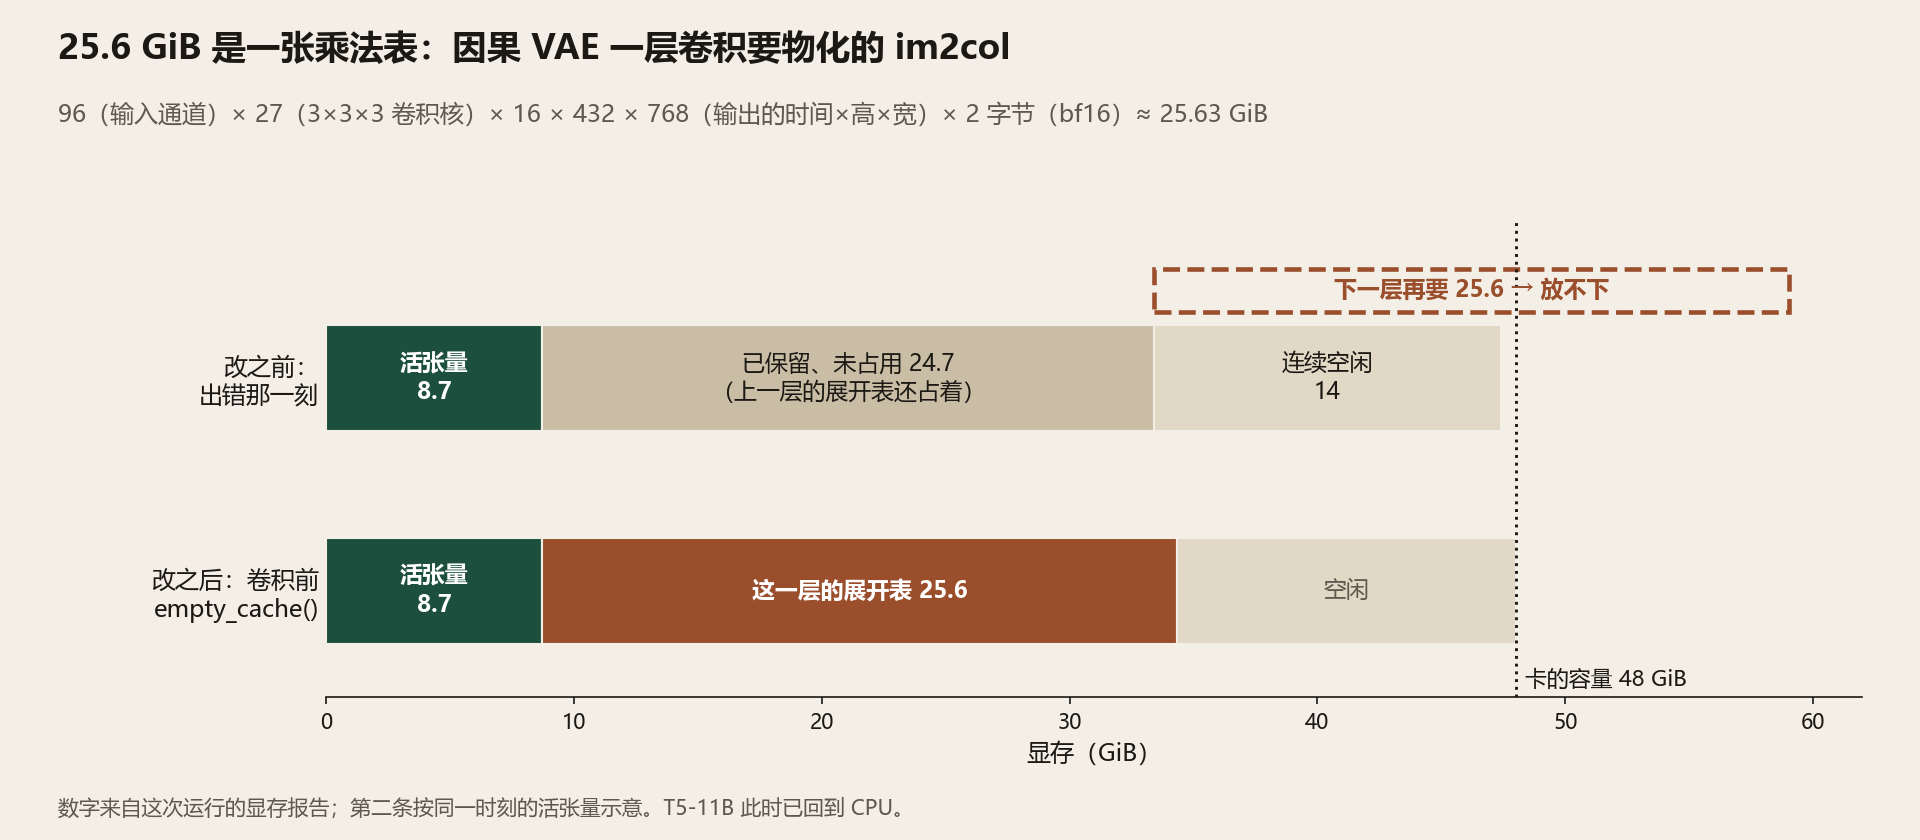 25.6 GiB 是一张乘法表：因果 VAE 一层卷积要物化的 im2col
96（输入通道）× 27（3×3×3 卷积核）× 16 × 432 × 768（输出的时间×高×宽）× 2 字节（bf16）≈ 25.63 GiB
下一层再要 25.6 → 放不下
改之前：
出错那一刻
活张量
8.7
已保留、未占用 24.7
（上一层的展开表还占着）
连续空闲
14
改之后：卷积前
empty_cache()
活张量
8.7
这一层的展开表 25.6
空闲
卡的容量 48 GiB
0 10 20 30 40 50 60
显存（GiB）
数字来自这次运行的显存报告；第二条按同一时刻的活张量示意。T5-11B 此时已回到 CPU。